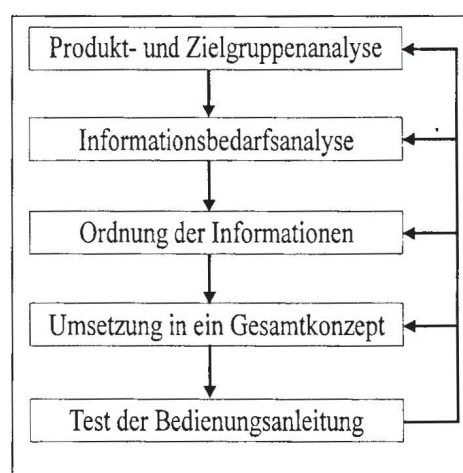 Produkt- und Zielgruppenanalyse
Informationsbedarfsanalyse
Ordnung der Informationen
Umsetzung in ein Gesamtkonzept
Test der Bedienungsanleitung